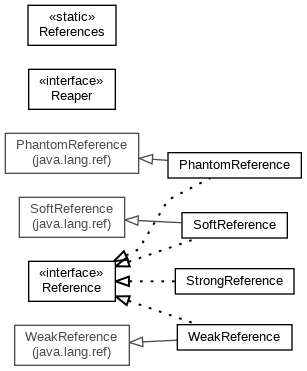 «static»
References
«interface»
Reaper
PhantomReference
(java.lang.ref)
PhantomReference
SoftReference
(java.lang.ref)
SoftReference
«interface»
Reference
StrongReference
WeakReference
(java.lang.ref)
WeakReference